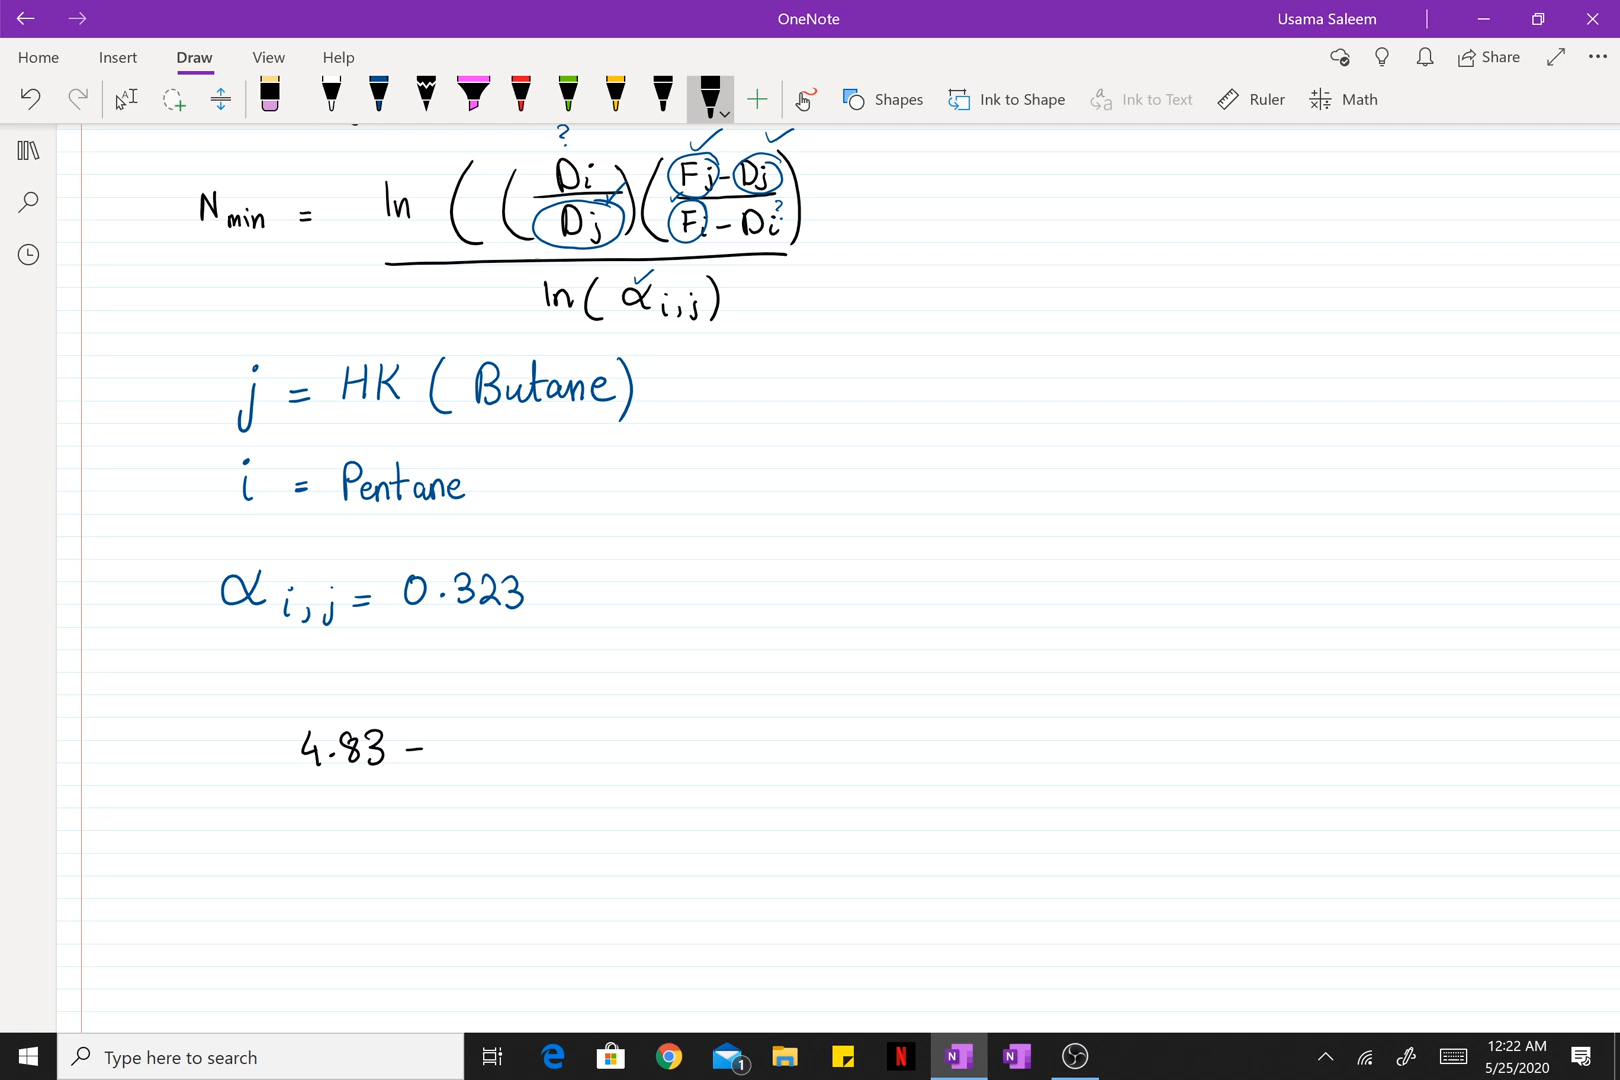 OneNote
Usama Saleem
Home Insert Draw View Help
Share
Shapes Ink to Shape Ink to Text Ruler Math
?
N min = ln ( ( Di / Dj ) ( Fj - Dj / Fi - Di ? ) )
ln ( α i,j )
j = HK ( Butane )
i = Pentane
α i,j = 0.323
4.83 -
Type here to search
1
12:22 AM
5/25/2020